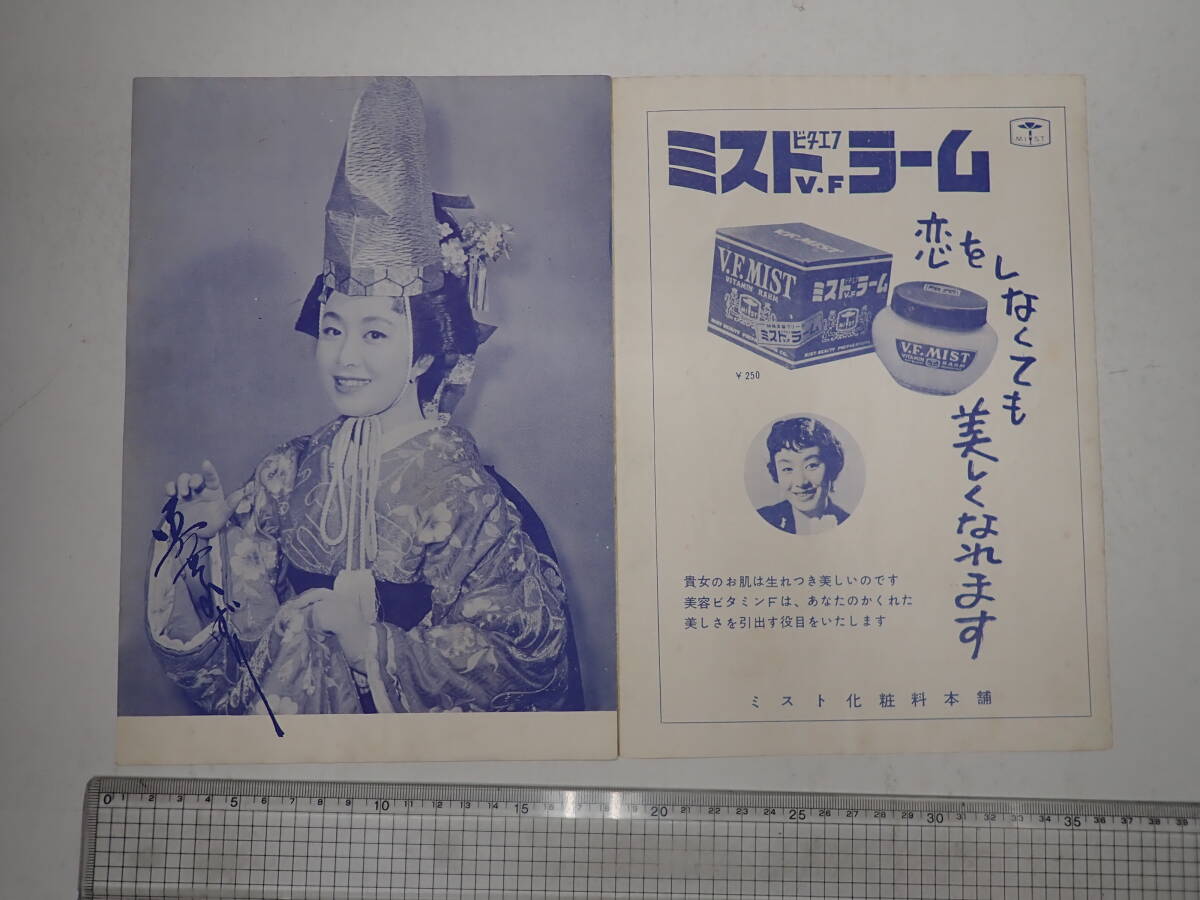 ミスト ビタエフ V.F ラーム
MIST
恋をしなくても
美しくなれます
V.F.MIST
VITAMIN RAHM
ミスト V.F ラーム
V.F.MIST
VITAMIN RAHM
¥250
貴女のお肌は生れつき美しいのです
美容ビタミンFは、あなたのかくれた
美しさを引出す役目をいたします
ミスト化粧料本舗
0 1 2 3 4 5 6 7 8 9 10 11 12 13 14 15 16 17 18 19 20 21 22 23 24 25 26 27 28 29 30 31 32 33 34 35 36 37 38 39